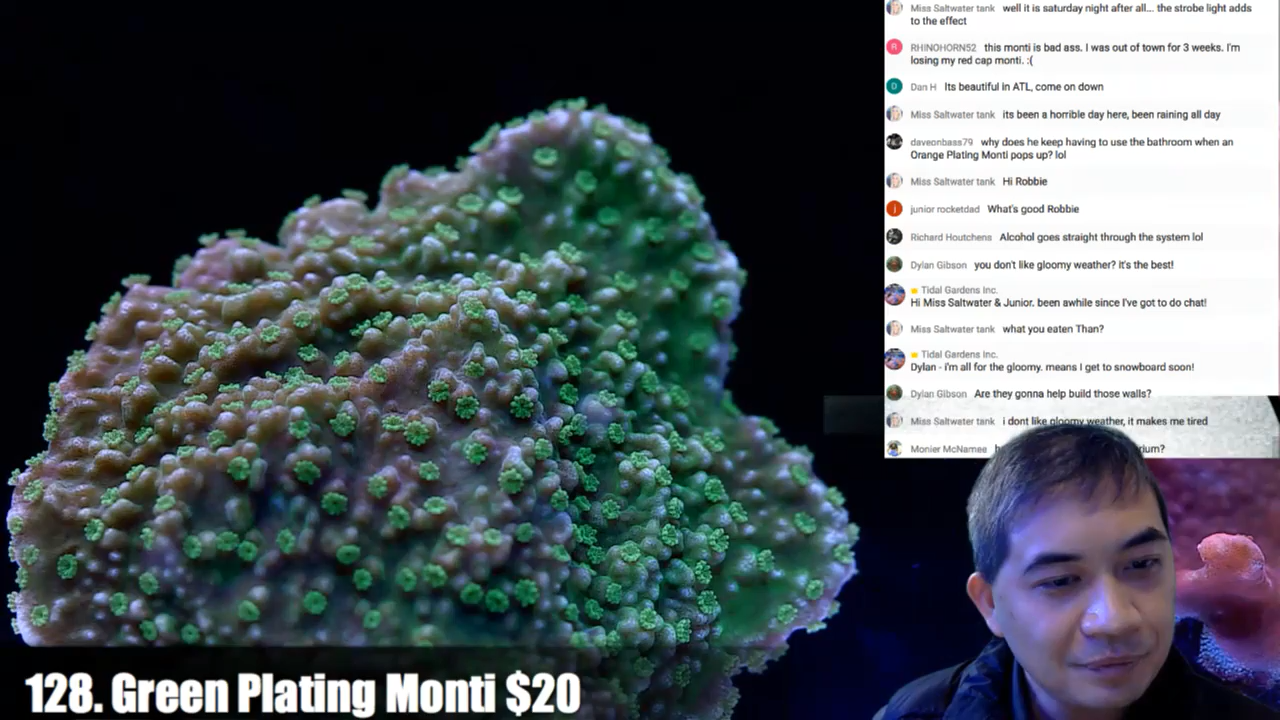 Miss Saltwater tank well it is saturday night after all... the strobe light adds
to the effect
R RHINOHORN52 this monti is bad ass. I was out of town for 3 weeks. I'm
losing my red cap monti. :(
D Dan H Its beautiful in ATL, come on down
Miss Saltwater tank its been a horrible day here, been raining all day
daveonbass79 why does he keep having to use the bathroom when an
Orange Plating Monti pops up? lol
Miss Saltwater tank Hi Robbie
j junior rocketdad What's good Robbie
Richard Houtchens Alcohol goes straight through the system lol
Dylan Gibson you don't like gloomy weather? it's the best!
Tidal Gardens Inc.
Hi Miss Saltwater & Junior. been awhile since I've got to do chat!
Miss Saltwater tank what you eaten Than?
Tidal Gardens Inc.
Dylan - i'm all for the gloomy. means I get to snowboard soon!
Dylan Gibson Are they gonna help build those walls?
Miss Saltwater tank i dont like gloomy weather, it makes me tired
Monier McNamee
128. Green Plating Monti $20